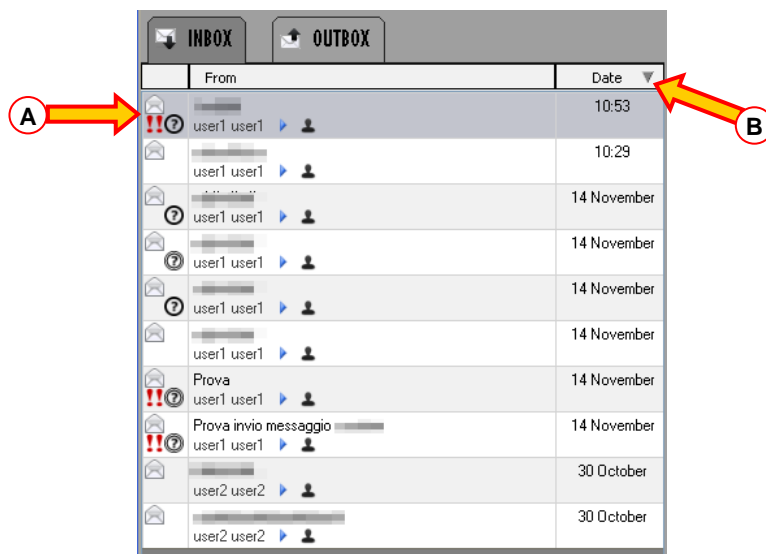 INBOX OUTBOX
From Date
A
10:53
B
user1 user1
10:29
user1 user1
14 November
user1 user1
14 November
user1 user1
14 November
user1 user1
14 November
user1 user1
Prova 14 November
user1 user1
Prova invio messaggio 14 November
user1 user1
30 October
user2 user2
30 October
user2 user2